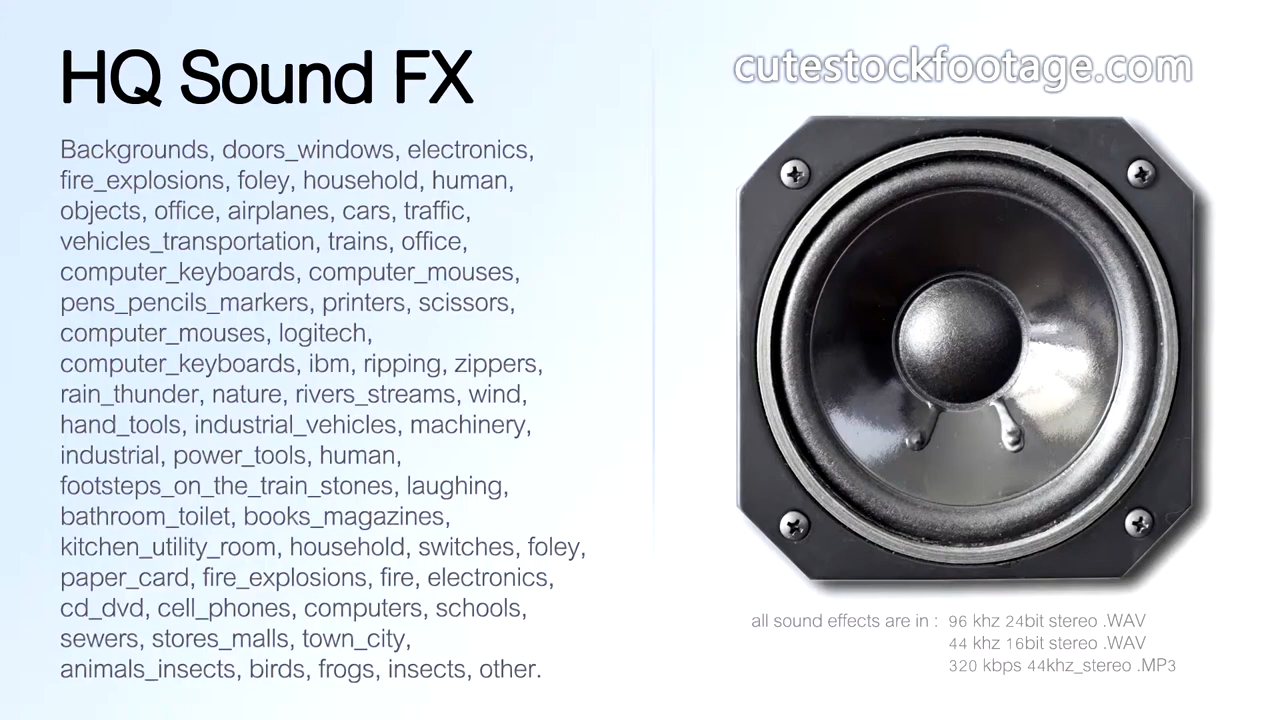 HQ Sound FX
Backgrounds, doors_windows, electronics,
fire_explosions, foley, household, human,
objects, office, airplanes, cars, traffic,
vehicles_transportation, trains, office,
computer_keyboards, computer_mouses,
pens_pencils_markers, printers, scissors,
computer_mouses, logitech,
computer_keyboards, ibm, ripping, zippers,
rain_thunder, nature, rivers_streams, wind,
hand_tools, industrial_vehicles, machinery,
industrial, power_tools, human,
footsteps_on_the_train_stones, laughing,
bathroom_toilet, books_magazines,
kitchen_utility_room, household, switches, foley,
paper_card, fire_explosions, fire, electronics,
cd_dvd, cell_phones, computers, schools,
sewers, stores_malls, town_city,
animals_insects, birds, frogs, insects, other.
cutestockfootage.com
all sound effects are in : 96 khz 24bit stereo .WAV
44 khz 16bit stereo .WAV
320 kbps 44khz_stereo .MP3